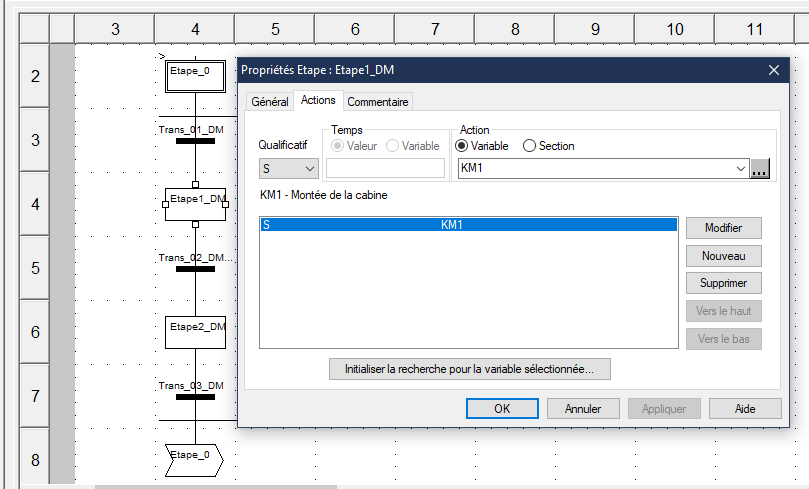 3 4 5 6 7 8 9 10 11
2
Etape_0
3
Trans_01_DM
4
Etape1_DM
5
Trans_02_DM...
6
Etape2_DM
7
Trans_03_DM
8
Etape_0
Propriétés Etape : Etape1_DM
Général Actions Commentaire
Qualificatif Temps Action
Valeur Variable Variable Section
S KM1 ...
KM1 - Montée de la cabine
S KM1
Modifier
Nouveau
Supprimer
Vers le haut
Vers le bas
Initialiser la recherche pour la variable sélectionnée...
OK Annuler Appliquer Aide